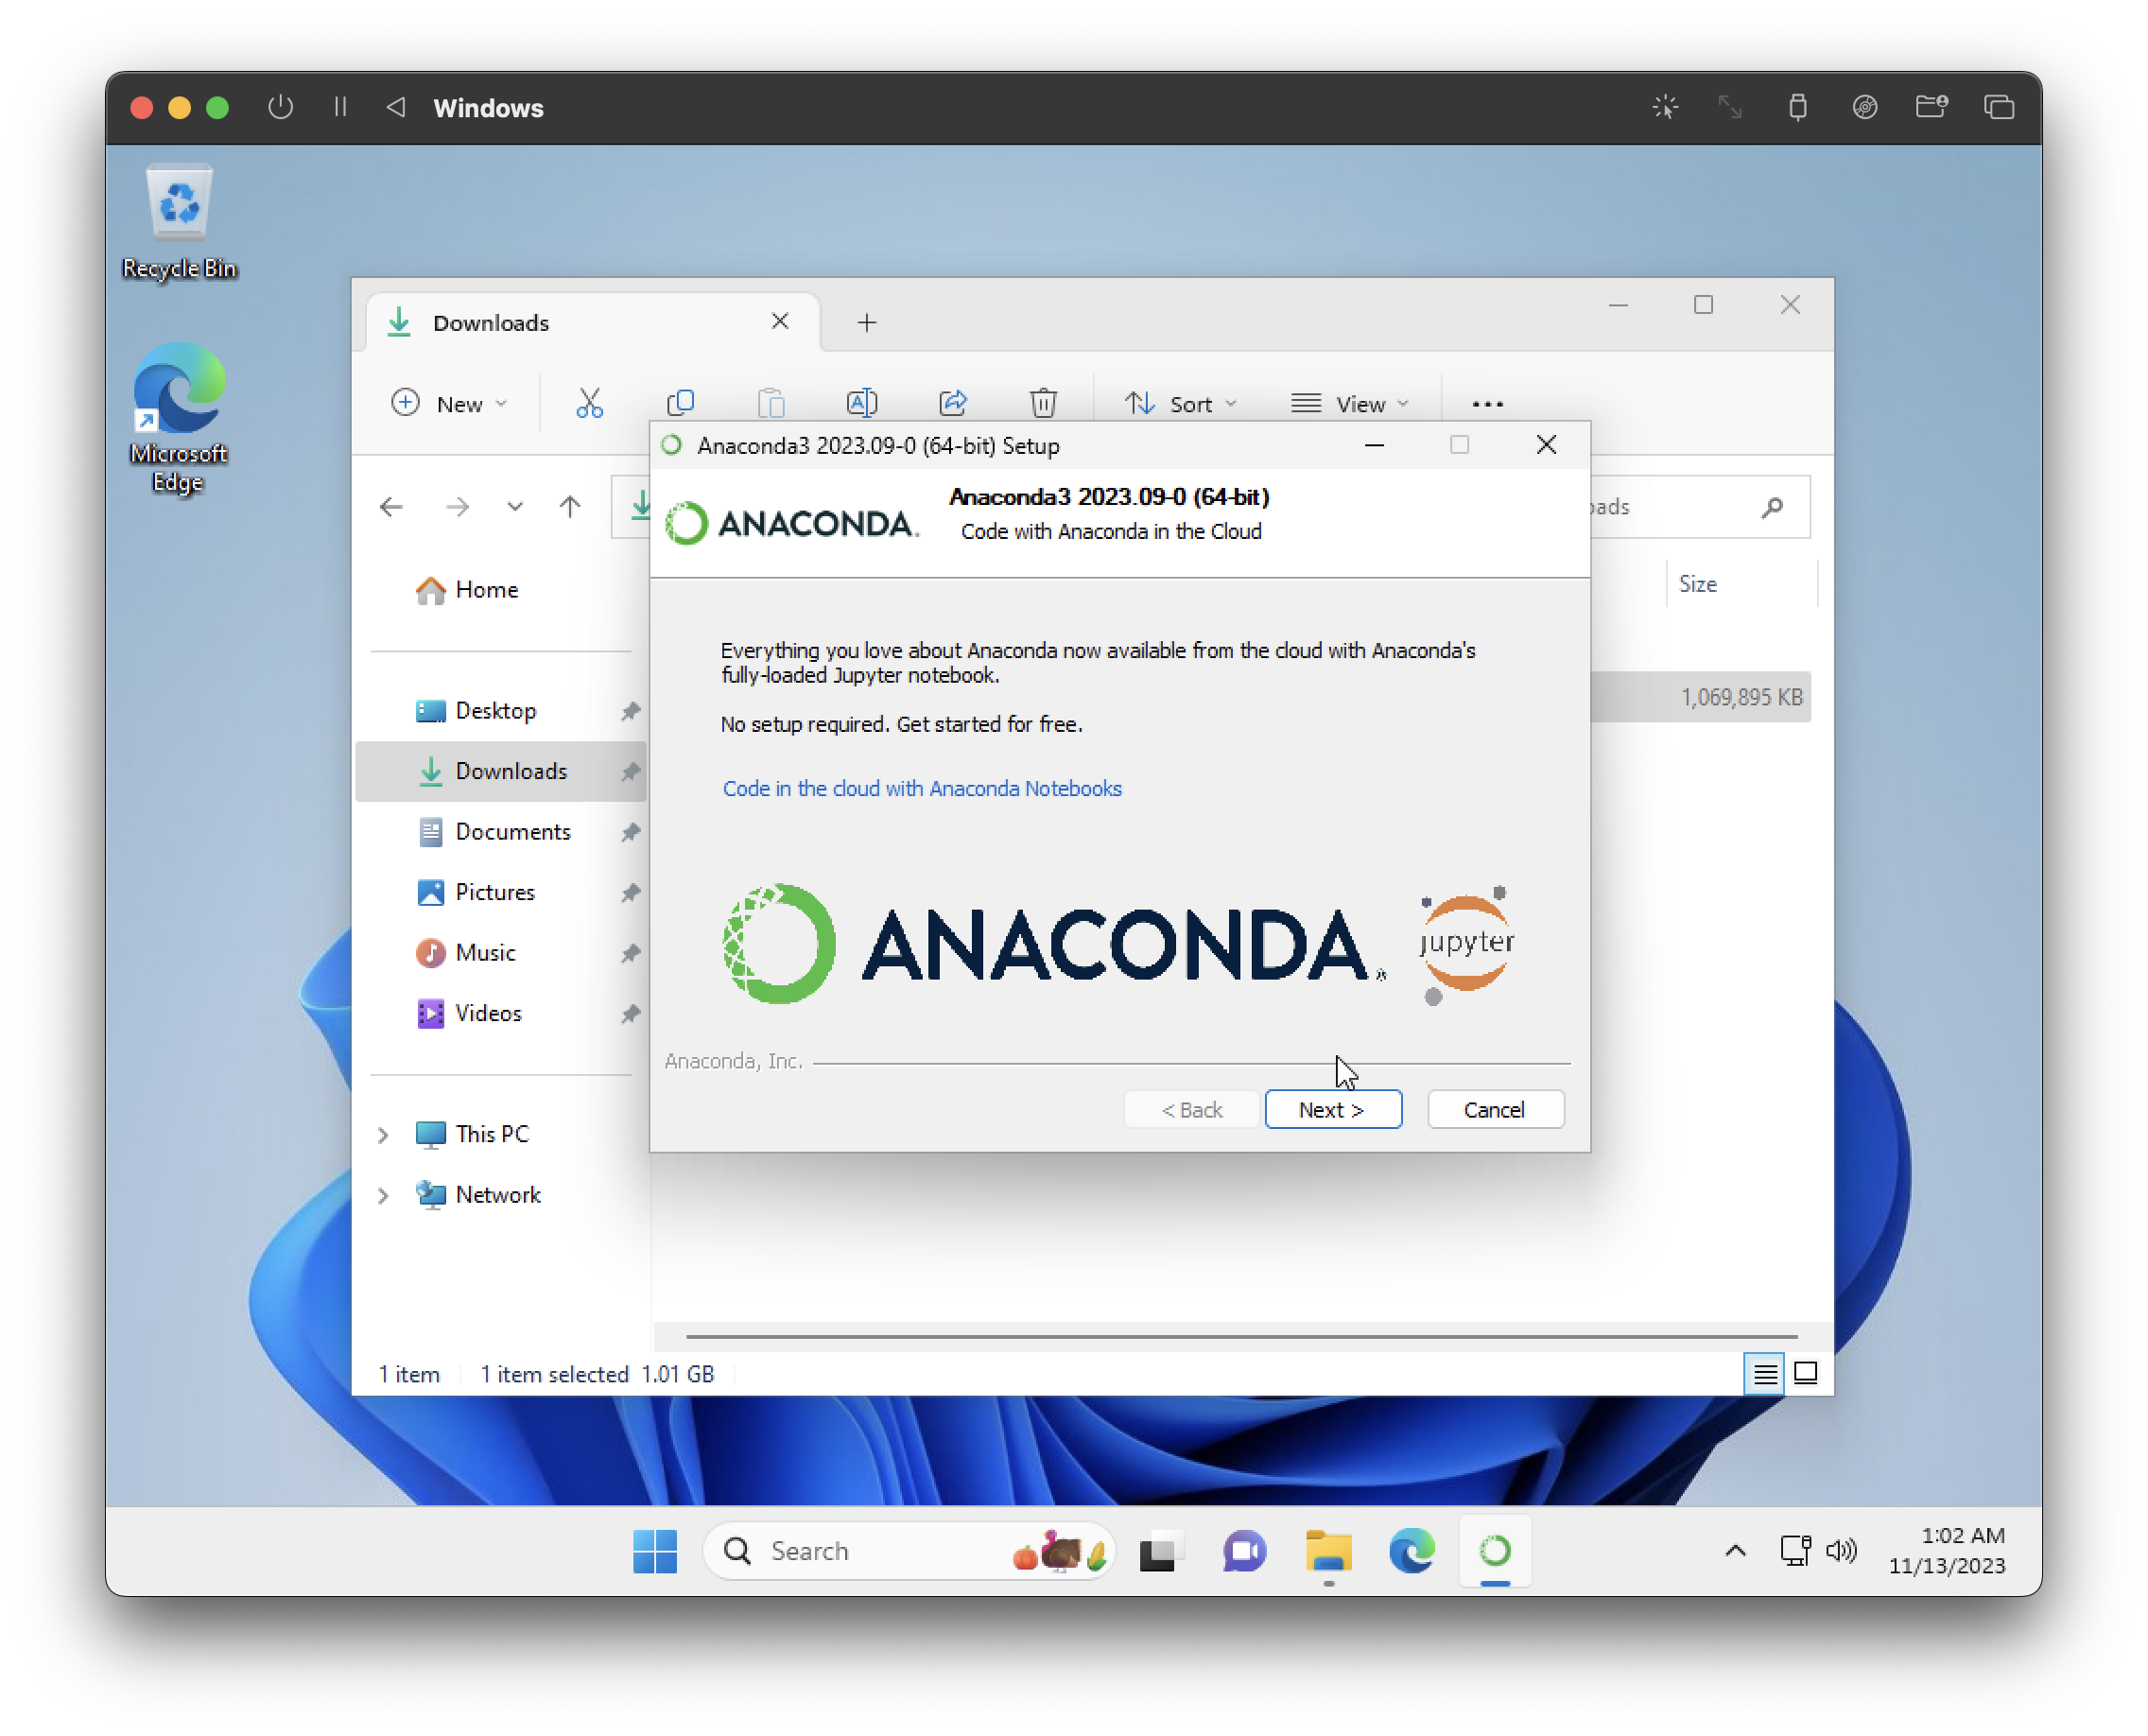 Windows
Recycle Bin
Microsoft
Edge
Downloads
New
Sort
View
Anaconda3 2023.09-0 (64-bit) Setup
ANACONDA.
Anaconda3 2023.09-0 (64-bit)
Code with Anaconda in the Cloud
Home
Size
Everything you love about Anaconda now available from the cloud with Anaconda's
fully-loaded Jupyter notebook.
1,069,895 KB
No setup required. Get started for free.
Code in the cloud with Anaconda Notebooks
Desktop
Downloads
Documents
Pictures
Music
Videos
ANACONDA.
jupyter
Anaconda, Inc.
< Back
Next >
Cancel
This PC
Network
1 item
1 item selected 1.01 GB
Search
1:02 AM
11/13/2023